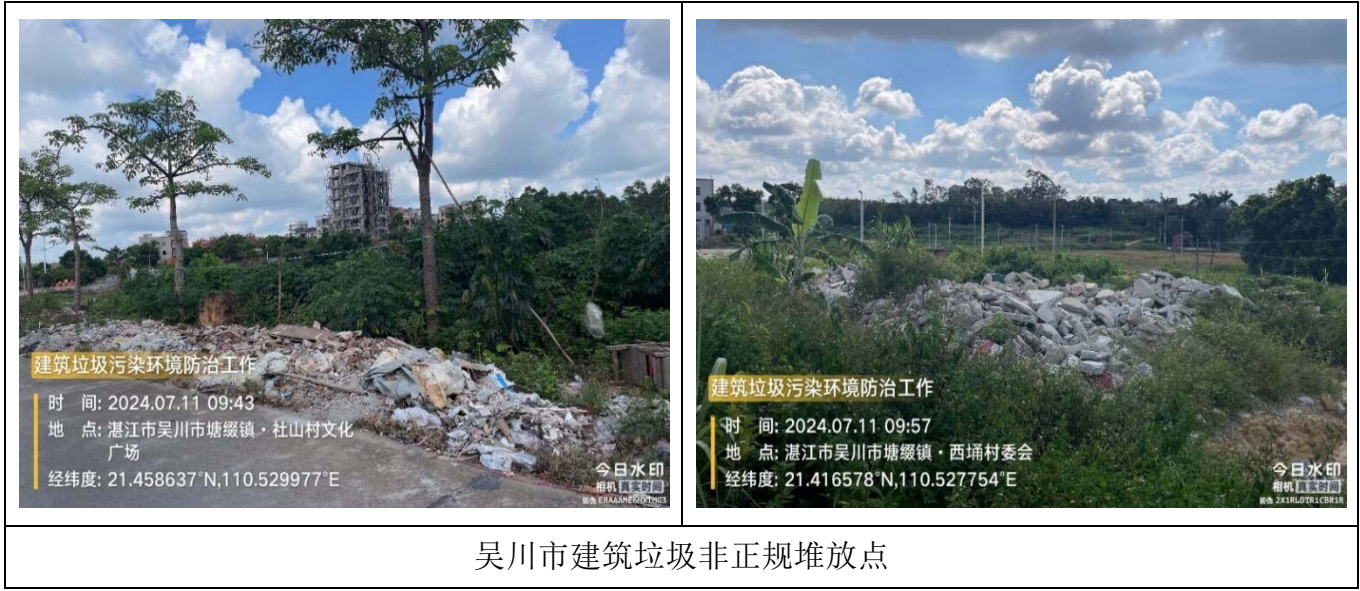 建筑垃圾污染环境防治工作
时 间: 2024.07.11 09:43
地 点: 湛江市吴川市塘缀镇·社山村文化
广场
经纬度: 21.458637°N,110.529977°E
今日水印
相机 真实时间
建筑垃圾污染环境防治工作
时 间: 2024.07.11 09:57
地 点: 湛江市吴川市塘缀镇·西埇村委会
经纬度: 21.416578°N,110.527754°E
今日水印
相机 真实时间
防伪 2X1RLDTR1CBR1R
吴川市建筑垃圾非正规堆放点